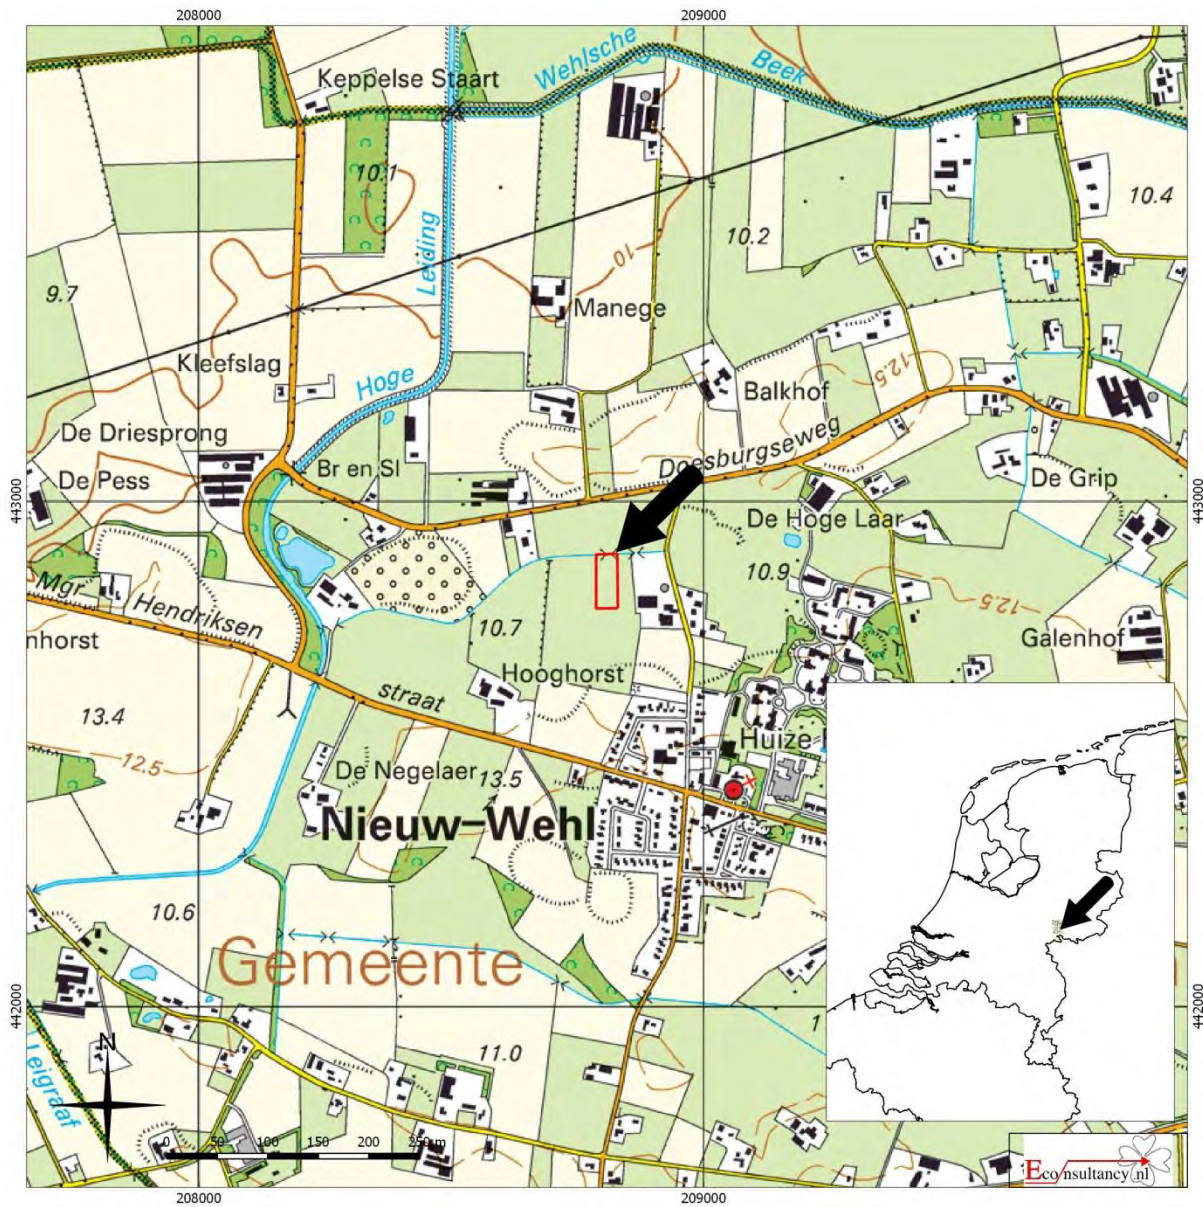 208000
209000
Keppelse Staart
Wehlsche
Beek
10.1
10.4
10.2
Leiding
10
9.7
Manege
Kleefslag
Hoge
12.5
Balkhof
De Driesprong
Doesburgseweg
Br en Sl
De Pess
De Grip
443000
443000
De Hoge Laar
10.9
Mgr
Hendriksen
12.5
10.7
Galenhof
nhorst
Hooghorst
straat
13.4
Huize
12.5
De Negelaer
13.5
Nieuw-Wehl
10.6
Gemeente
442000
442000
1
N
11.0
Leigraaf
0 50 100 150 200 250 m
Econsultancy.nl
208000
209000